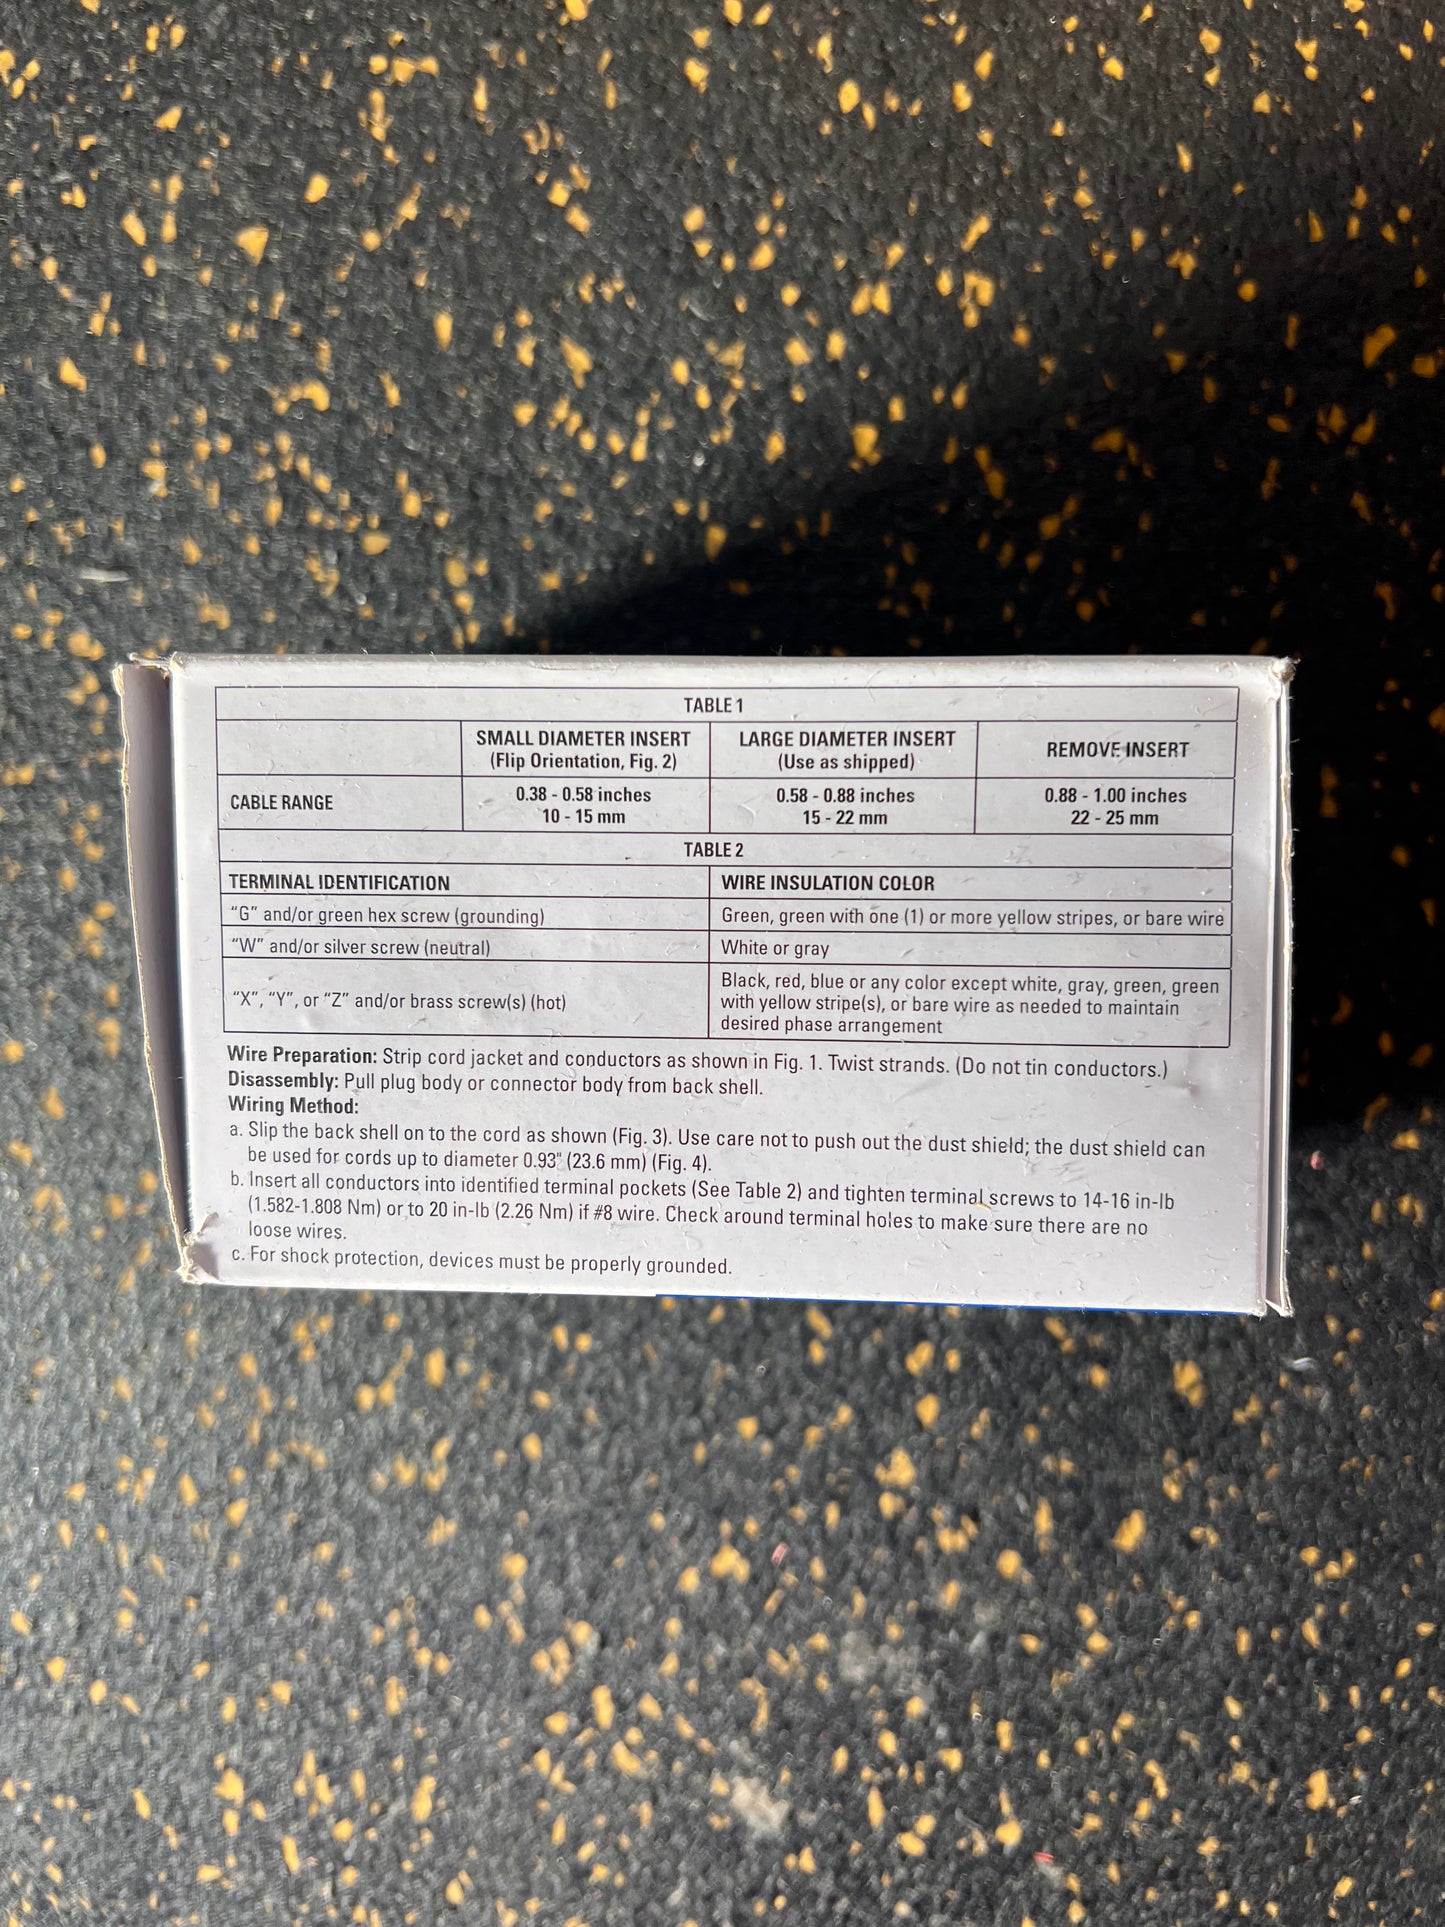 TABLE 1
SMALL DIAMETER INSERT
(Flip Orientation, Fig. 2)
LARGE DIAMETER INSERT
(Use as shipped)
REMOVE INSERT
CABLE RANGE
0.38 - 0.58 inches
10 - 15 mm
0.58 - 0.88 inches
15 - 22 mm
0.88 - 1.00 inches
22 - 25 mm
TABLE 2
TERMINAL IDENTIFICATION
WIRE INSULATION COLOR
“G” and/or green hex screw (grounding)
Green, green with one (1) or more yellow stripes, or bare wire
“W” and/or silver screw (neutral)
White or gray
“X”, “Y”, or “Z” and/or brass screw(s) (hot)
Black, red, blue or any color except white, gray, green, green
with yellow stripe(s), or bare wire as needed to maintain
desired phase arrangement
Wire Preparation: Strip cord jacket and conductors as shown in Fig. 1. Twist strands. (Do not tin conductors.)
Disassembly: Pull plug body or connector body from back shell.
Wiring Method:
a. Slip the back shell on to the cord as shown (Fig. 3). Use care not to push out the dust shield; the dust shield can
be used for cords up to diameter 0.93" (23.6 mm) (Fig. 4).
b. Insert all conductors into identified terminal pockets (See Table 2) and tighten terminal screws to 14-16 in-lb
(1.582-1.808 Nm) or to 20 in-lb (2.26 Nm) if #8 wire. Check around terminal holes to make sure there are no
loose wires.
c. For shock protection, devices must be properly grounded.